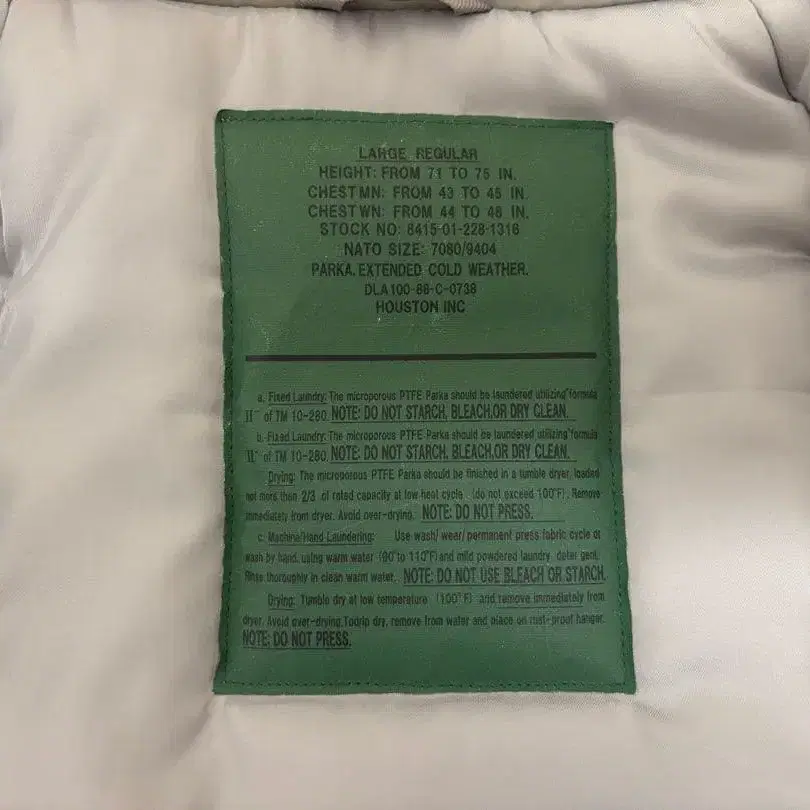 LARGE REGULAR
HEIGHT: FROM 71 TO 75 IN.
CHEST MN: FROM 43 TO 45 IN.
CHEST WN: FROM 44 TO 46 IN.
STOCK NO: 8415-01-228-1316
NATO SIZE: 7080/9404
PARKA. EXTENDED COLD WEATHER.
DLA100-88-C-0738
HOUSTON INC
a. Fixed Laundry: The microporous PTFE Parka should be laundered utilizing formula
II" of TM 10-280. NOTE: DO NOT STARCH, BLEACH,OR DRY CLEAN.
b. Fixed Laundry: The microporous PTFE Parka should be laundered utilizing"formula
II" of TM 10-280. NOTE: DO NOT STARCH, BLEACH,OR DRY CLEAN.
Drying: The microporous PTFE Parka should be finished in a tumble dryer, loaded
not more than 2/3 of rated capacity at low heat cycle (do not exceed 100°F). Remove
immediately from dryer. Avoid over-drying. NOTE: DO NOT PRESS.
c. Machine/Hand Laundering: Use wash/ wear/ permanent press fabric cycle or
wash by hand, using warm water (90 to 110°F) and mild powdered laundry deter gent.
Rinse thoroughly in clean warm water. NOTE: DO NOT USE BLEACH OR STARCH.
Drying: Tumble dry at low temperature (100°F) and remove immediately from
dryer. Avoid over-drying. Todrip dry, remove from water and place on rust-proof hanger.
NOTE: DO NOT PRESS.